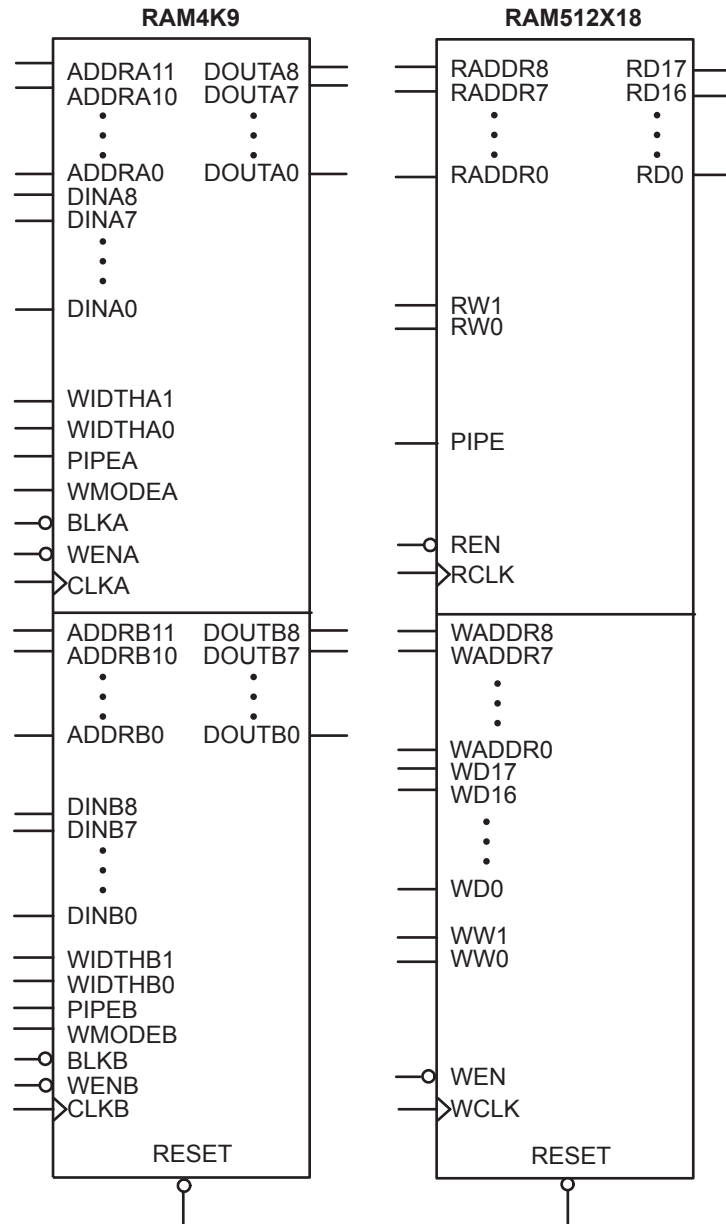 RAM4K9
ADDRA11 DOUTA8
ADDRA10 DOUTA7
ADDRA0 DOUTA0
DINA8
DINA7
DINA0
WIDTHA1
WIDTHA0
PIPEA
WMODEA
BLKA
WENA
CLKA
ADDRB11 DOUTB8
ADDRB10 DOUTB7
ADDRB0 DOUTB0
DINB8
DINB7
DINB0
WIDTHB1
WIDTHB0
PIPEB
WMODEB
BLKB
WENB
CLKB
RESET
RAM512X18
RADDR8 RD17
RADDR7 RD16
RADDR0 RD0
RW1
RW0
PIPE
REN
RCLK
WADDR8
WADDR7
WADDR0
WD17
WD16
WD0
WW1
WW0
WEN
WCLK
RESET